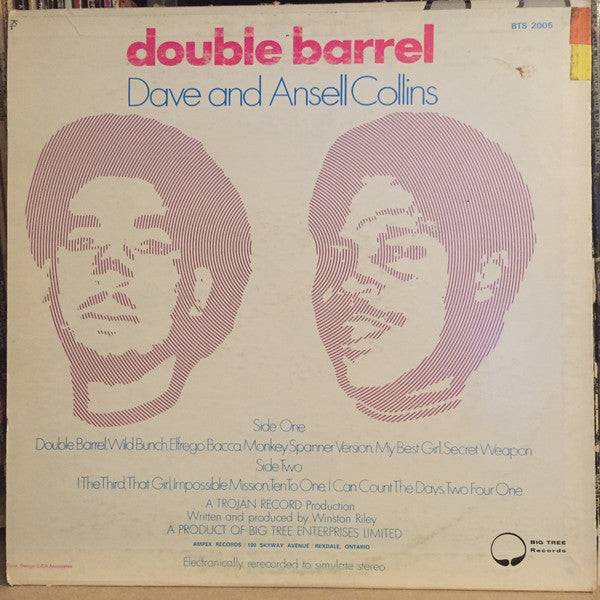 BTS 2005
double barrel
Dave and Ansell Collins
Side One
Double Barrel, Wild Bunch, Elfrego Bacca, Monkey Spanner Version, My Best Girl, Secret Weapon
Side Two
I The Third, That Girl, Impossible Mission, Ten To One, I Can Count The Days, Two Four One
A TROJAN RECORD Production
Written and produced by Winston Riley
A PRODUCT OF BIG TREE ENTERPRISES LIMITED
AMPEX RECORDS / 100 SKYWAY AVENUE / REXDALE, ONTARIO
BIG TREE
Records
Electronically rerecorded to simulate stereo
Design C.C.S. Associates